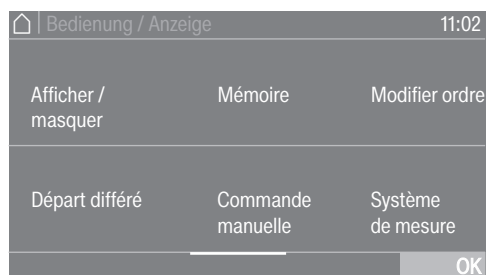 Bedienung / Anzeige 11:02
Afficher / Mémoire Modifier ordre
masquer
Départ différé Commande Système
manuelle de mesure
OK